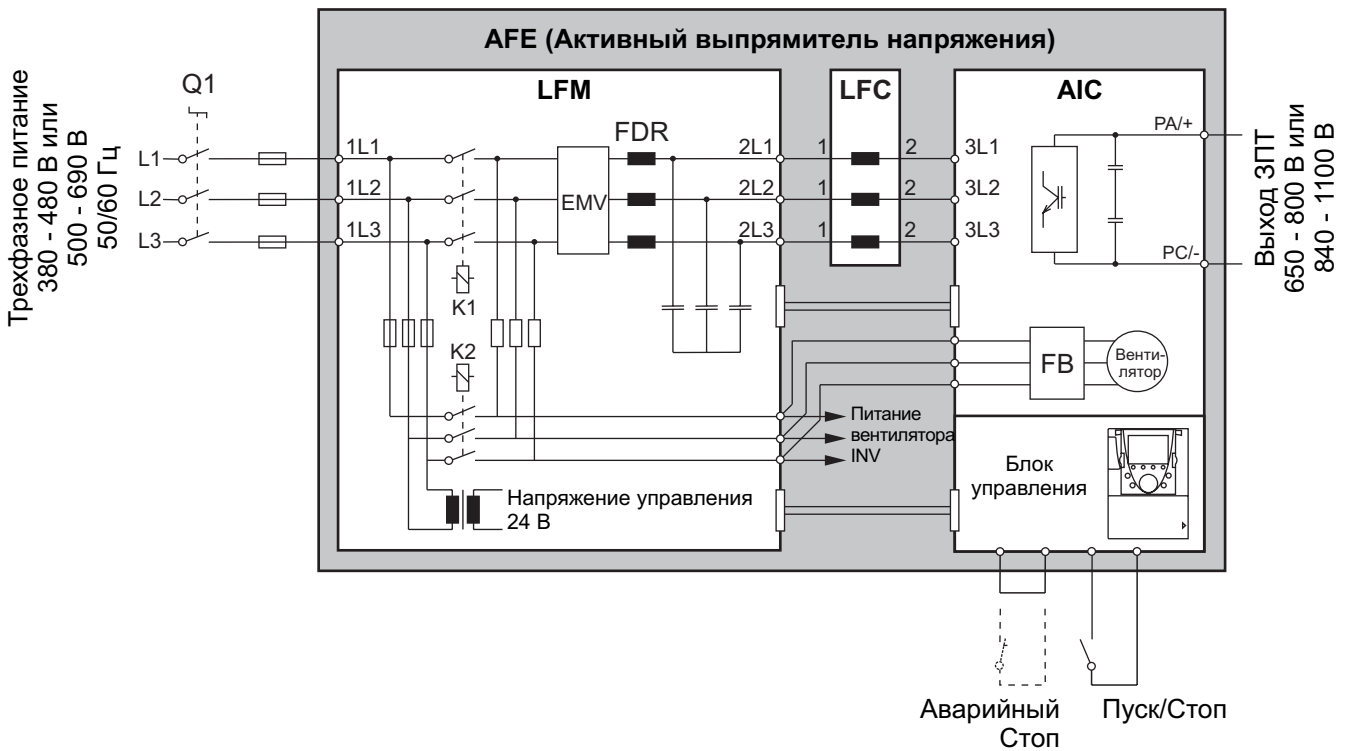 AFE (Активный выпрямитель напряжения)
Трехфазное питание
380 - 480 В или
500 - 690 В
50/60 Гц
Q1
L1
L2
L3
LFM
1L1
1L2
1L3
K1
K2
EMV
FDR
2L1
2L2
2L3
LFC
1 2
1 2
1 2
AIC
3L1
3L2
3L3
PA/+
PC/-
Выход ЗПТ
650 - 800 В или
840 - 1100 В
FB
Венти-
лятор
Питание
вентилятора
INV
Напряжение управления
24 В
Блок
управления
Аварийный
Стоп
Пуск/Стоп